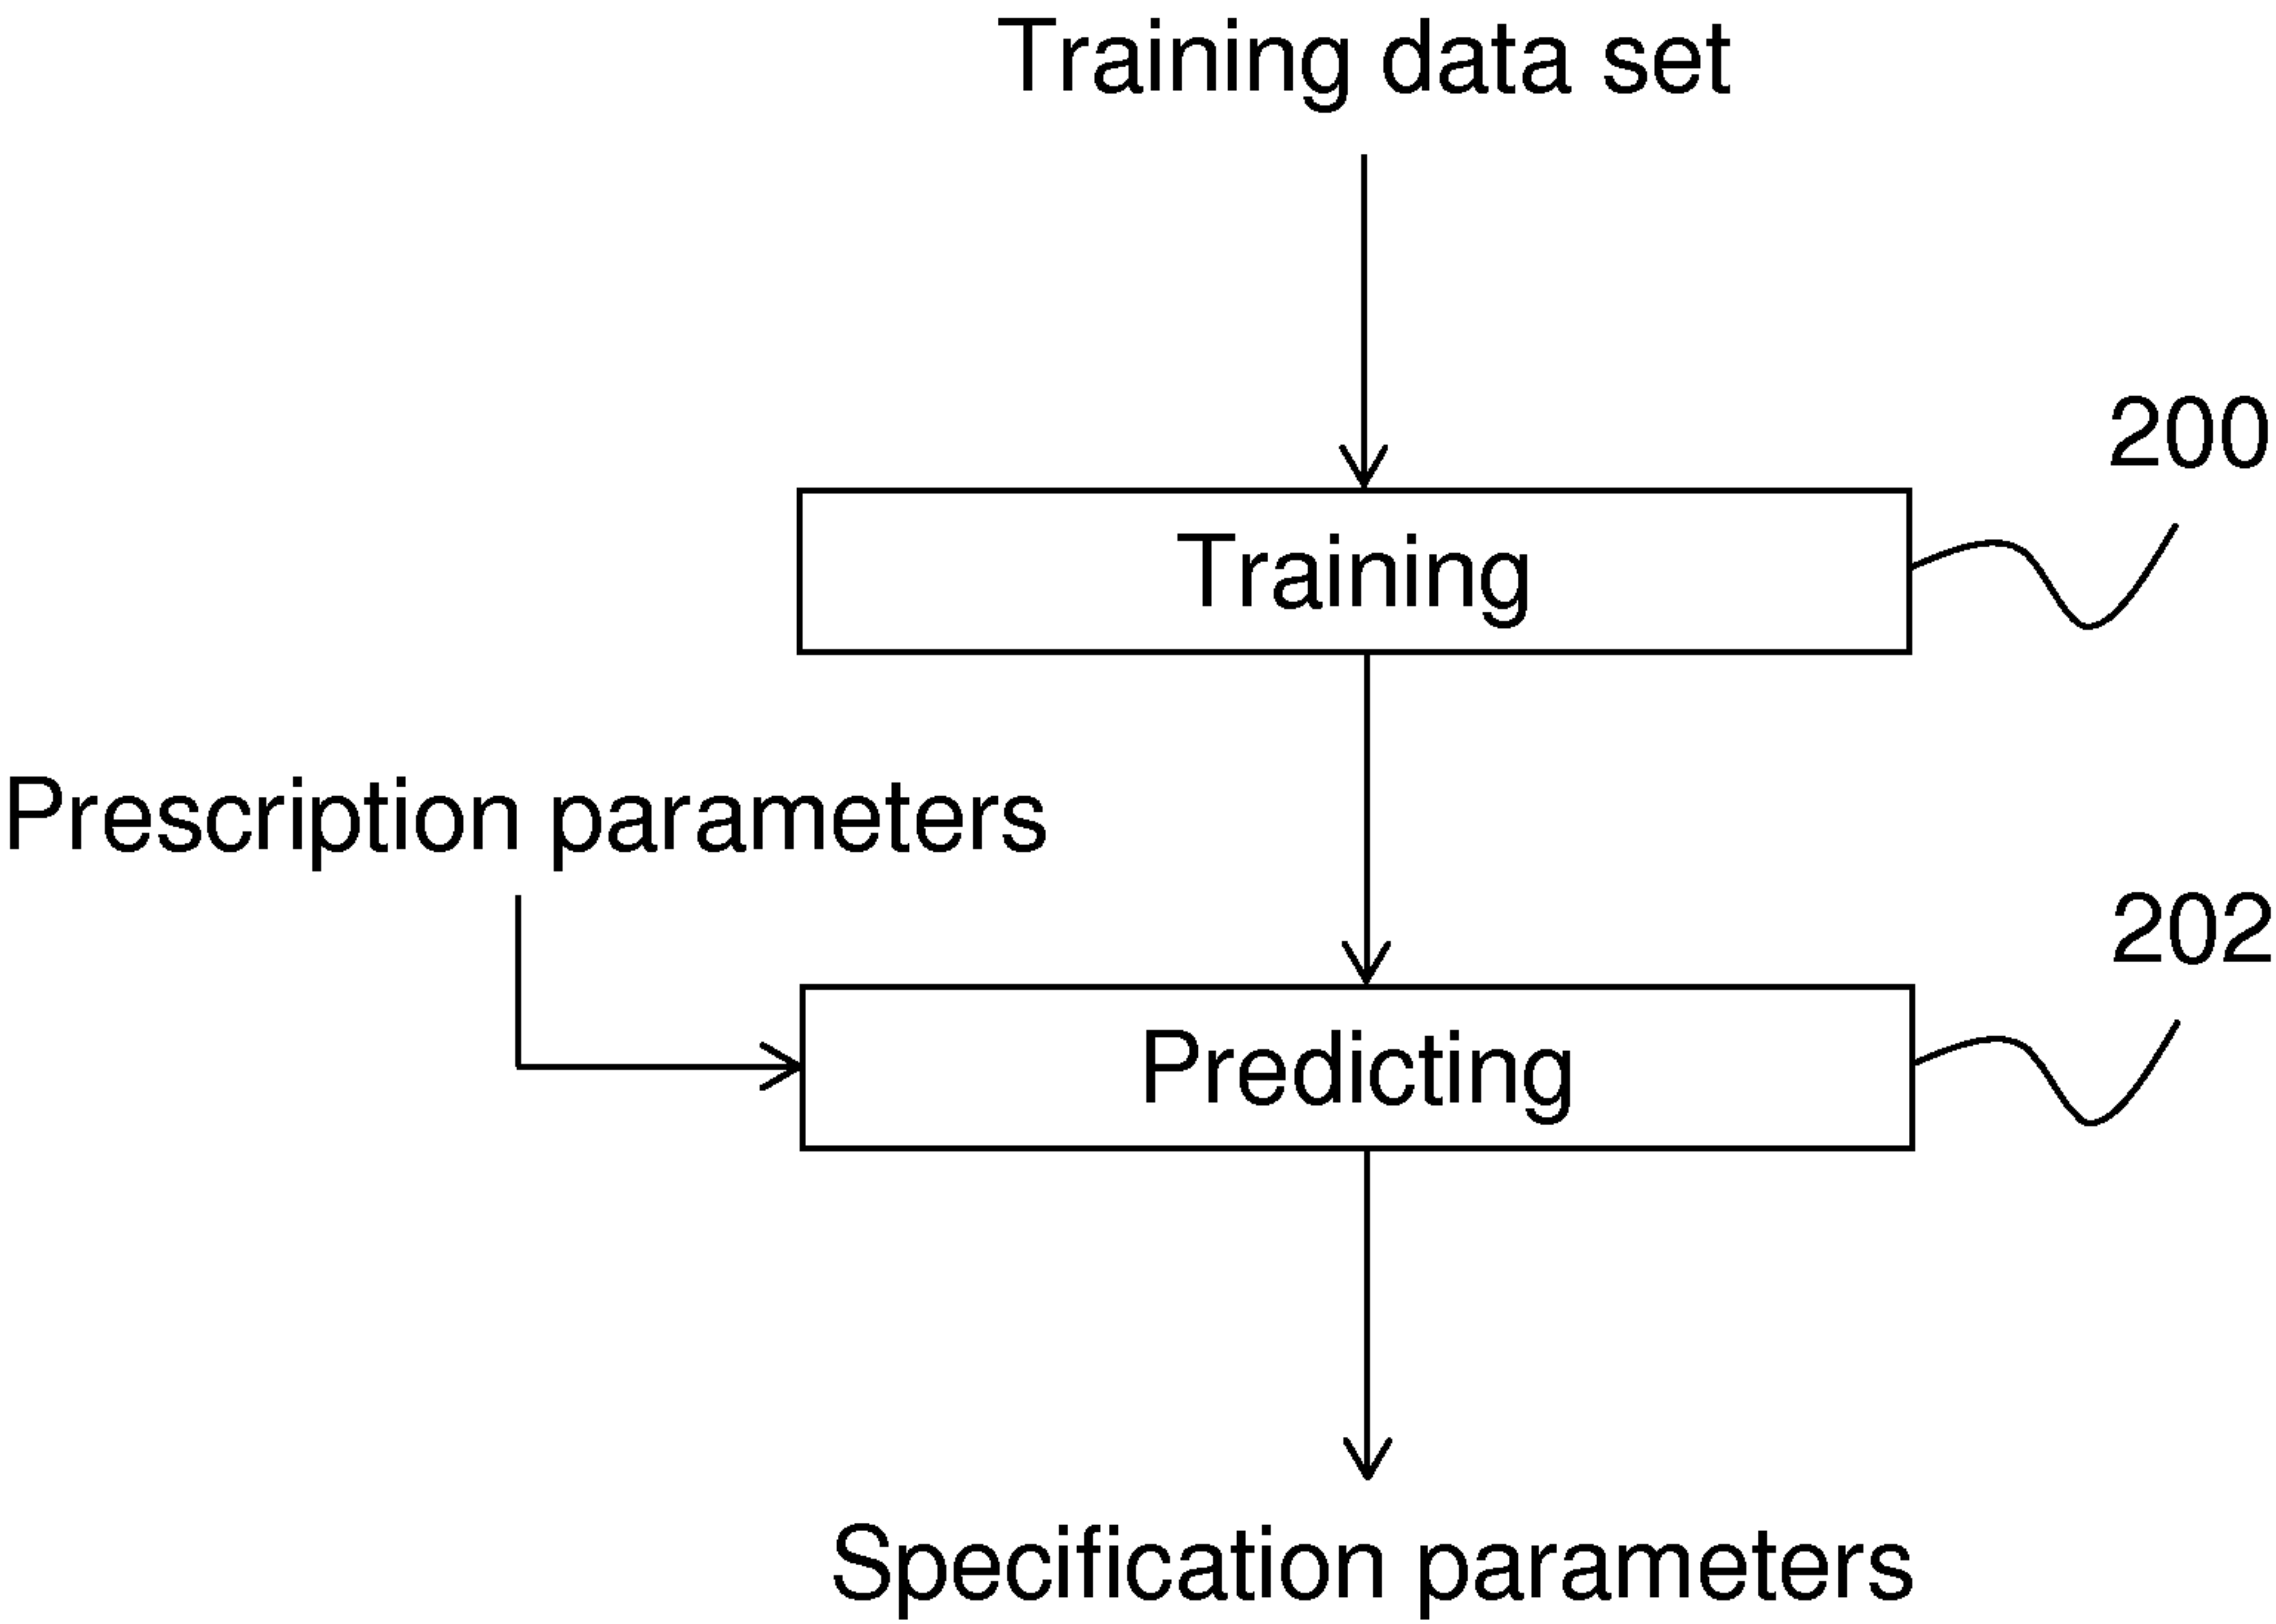 Training data set
200
Training
Prescription parameters
202
Predicting
Specification parameters